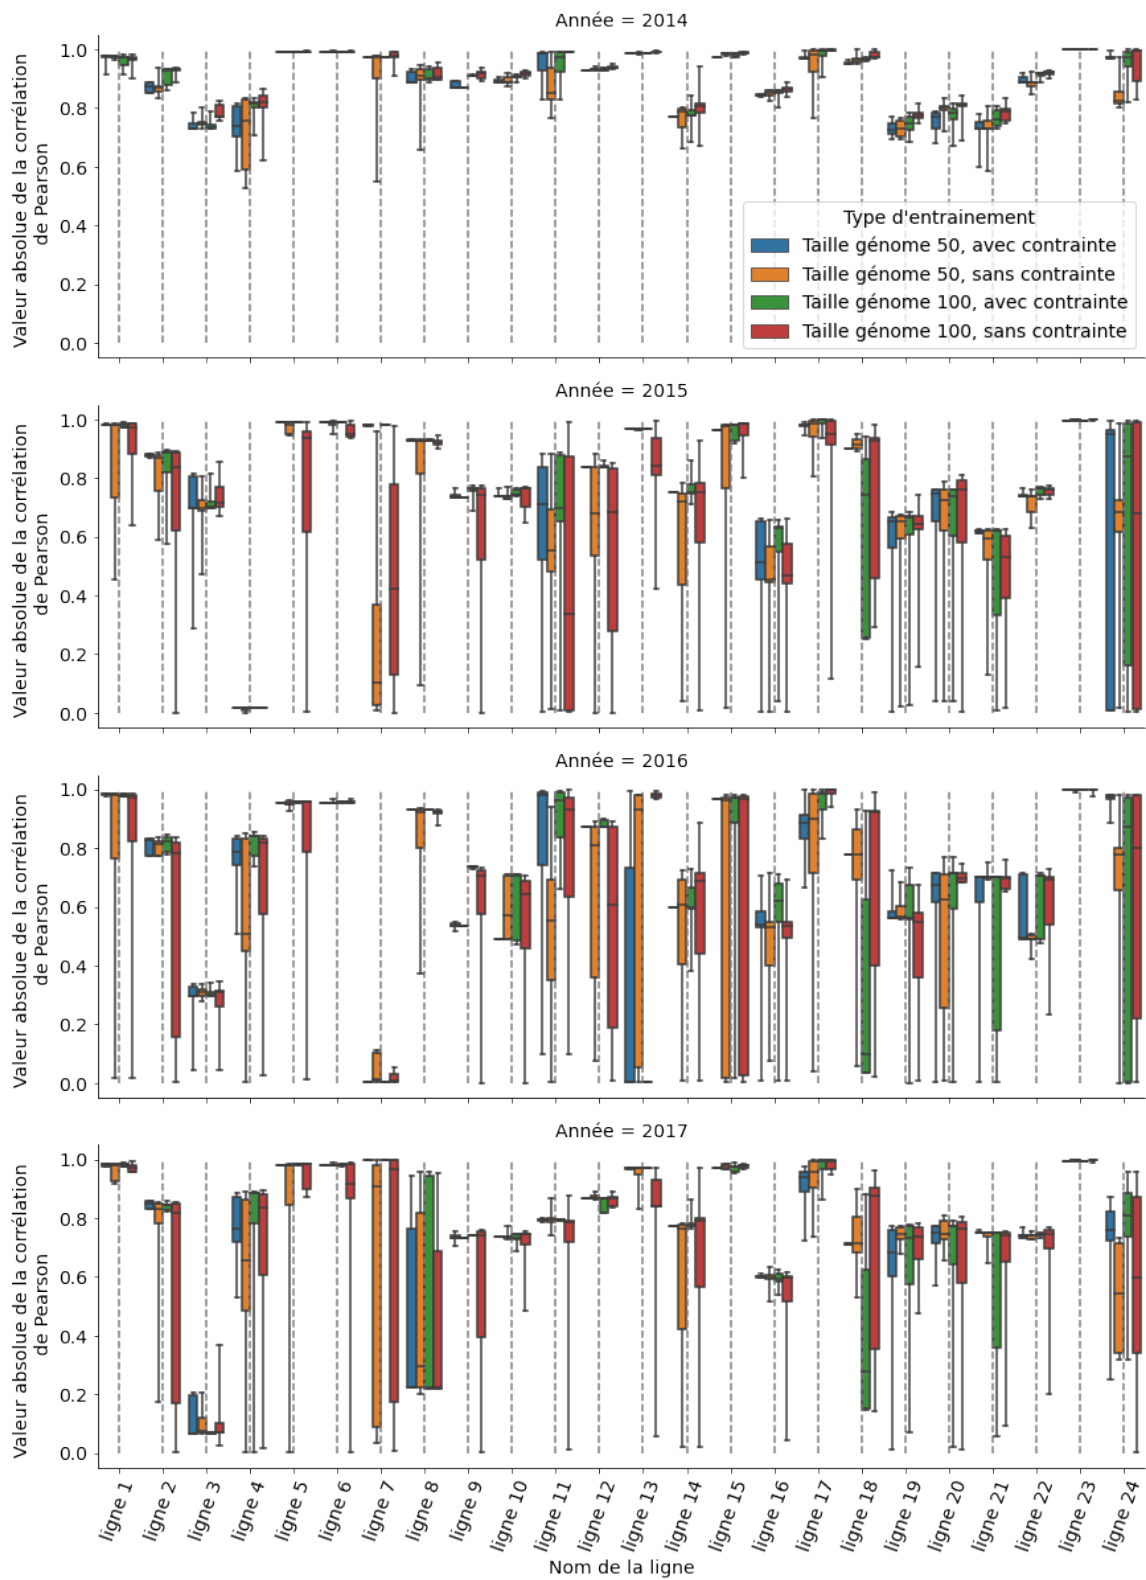 Année = 2014
Valeur absolue de la corrélation
de Pearson
1.0
0.8
0.6
0.4
0.2
0.0
Type d'entrainement
Taille génome 50, avec contrainte
Taille génome 50, sans contrainte
Taille génome 100, avec contrainte
Taille génome 100, sans contrainte
Année = 2015
Valeur absolue de la corrélation
de Pearson
1.0
0.8
0.6
0.4
0.2
0.0
Année = 2016
Valeur absolue de la corrélation
de Pearson
1.0
0.8
0.6
0.4
0.2
0.0
Année = 2017
Valeur absolue de la corrélation
de Pearson
1.0
0.8
0.6
0.4
0.2
0.0
ligne 1
ligne 2
ligne 3
ligne 4
ligne 5
ligne 6
ligne 7
ligne 8
ligne 9
ligne 10
ligne 11
ligne 12
ligne 13
ligne 14
ligne 15
ligne 16
ligne 17
ligne 18
ligne 19
ligne 20
ligne 21
ligne 22
ligne 23
ligne 24
Nom de la ligne